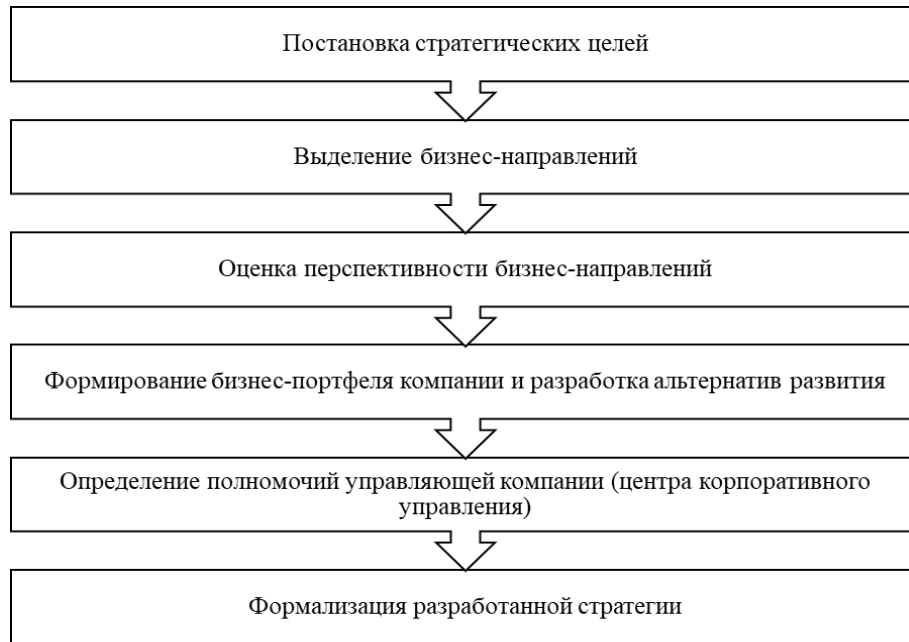 Постановка стратегических целей
Выделение бизнес-направлений
Оценка перспективности бизнес-направлений
Формирование бизнес-портфеля компании и разработка альтернатив развития
Определение полномочий управляющей компании (центра корпоративного
управления)
Формализация разработанной стратегии